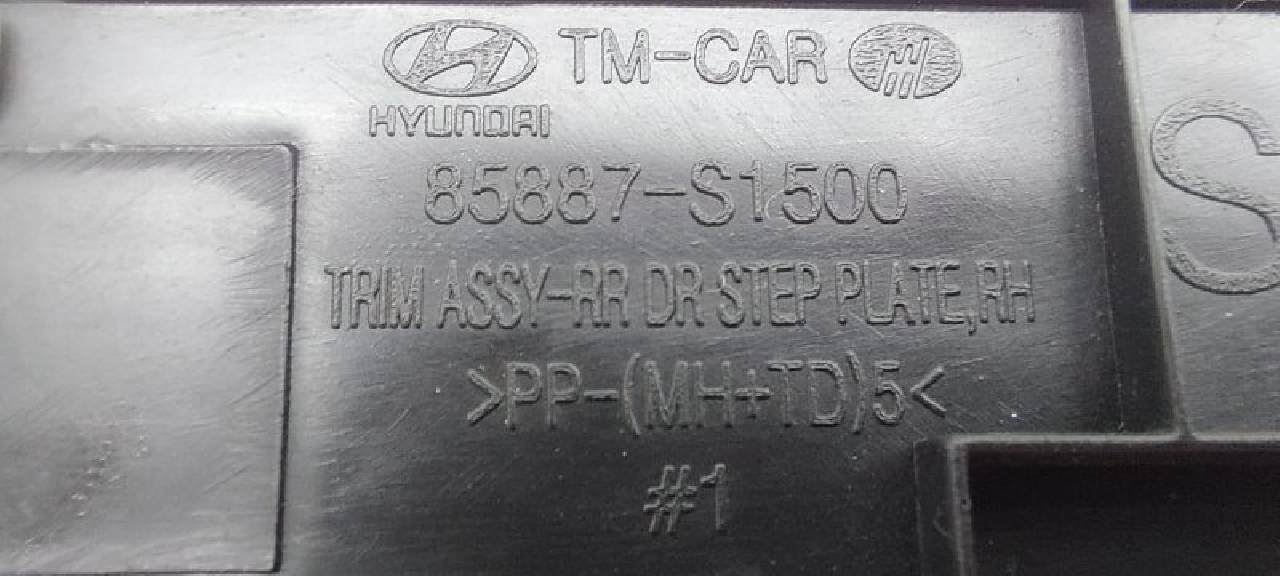 TM-CAR
HYUNDAI
85887-S1500
TRIM ASSY-RR DR STEP PLATE,RH
>PP-(MH+TD)5<
#1
S